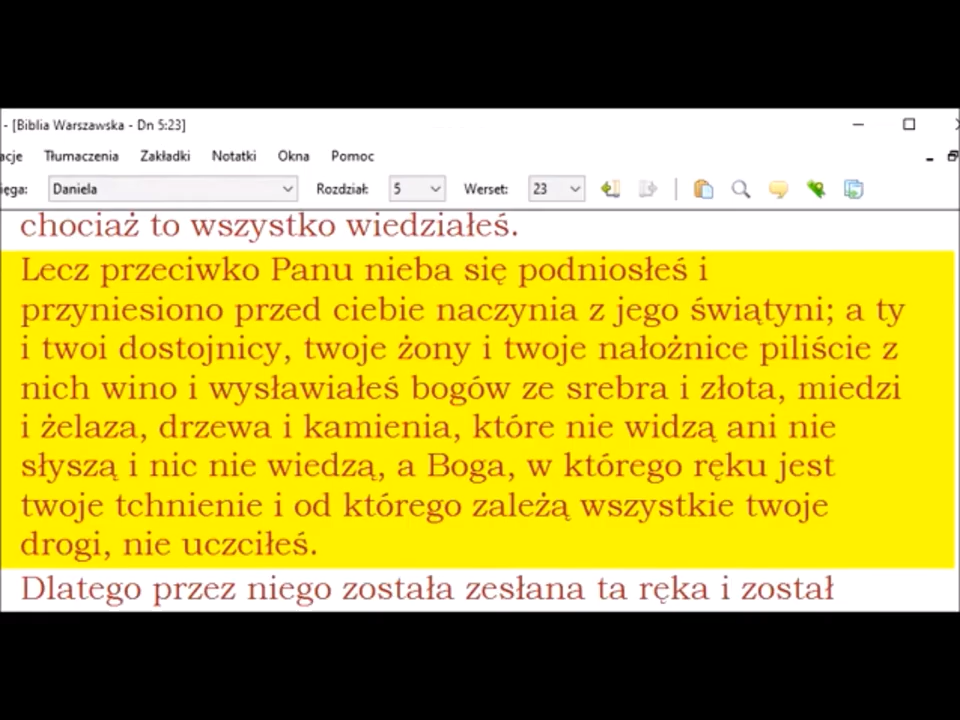 - [Biblia Warszawska - Dn 5:23]
acje Tłumaczenia Zakładki Notatki Okna Pomoc
ięga: Daniela Rozdział: 5 Werset: 23
chociaż to wszystko wiedziałeś.
Lecz przeciwko Panu nieba się podniosłeś i
przyniesiono przed ciebie naczynia z jego świątyni; a ty
i twoi dostojnicy, twoje żony i twoje nałożnice piliście z
nich wino i wysławiałeś bogów ze srebra i złota, miedzi
i żelaza, drzewa i kamienia, które nie widzą ani nie
słyszą i nic nie wiedzą, a Boga, w którego ręku jest
twoje tchnienie i od którego zależą wszystkie twoje
drogi, nie uczciłeś.
Dlatego przez niego została zesłana ta ręka i został